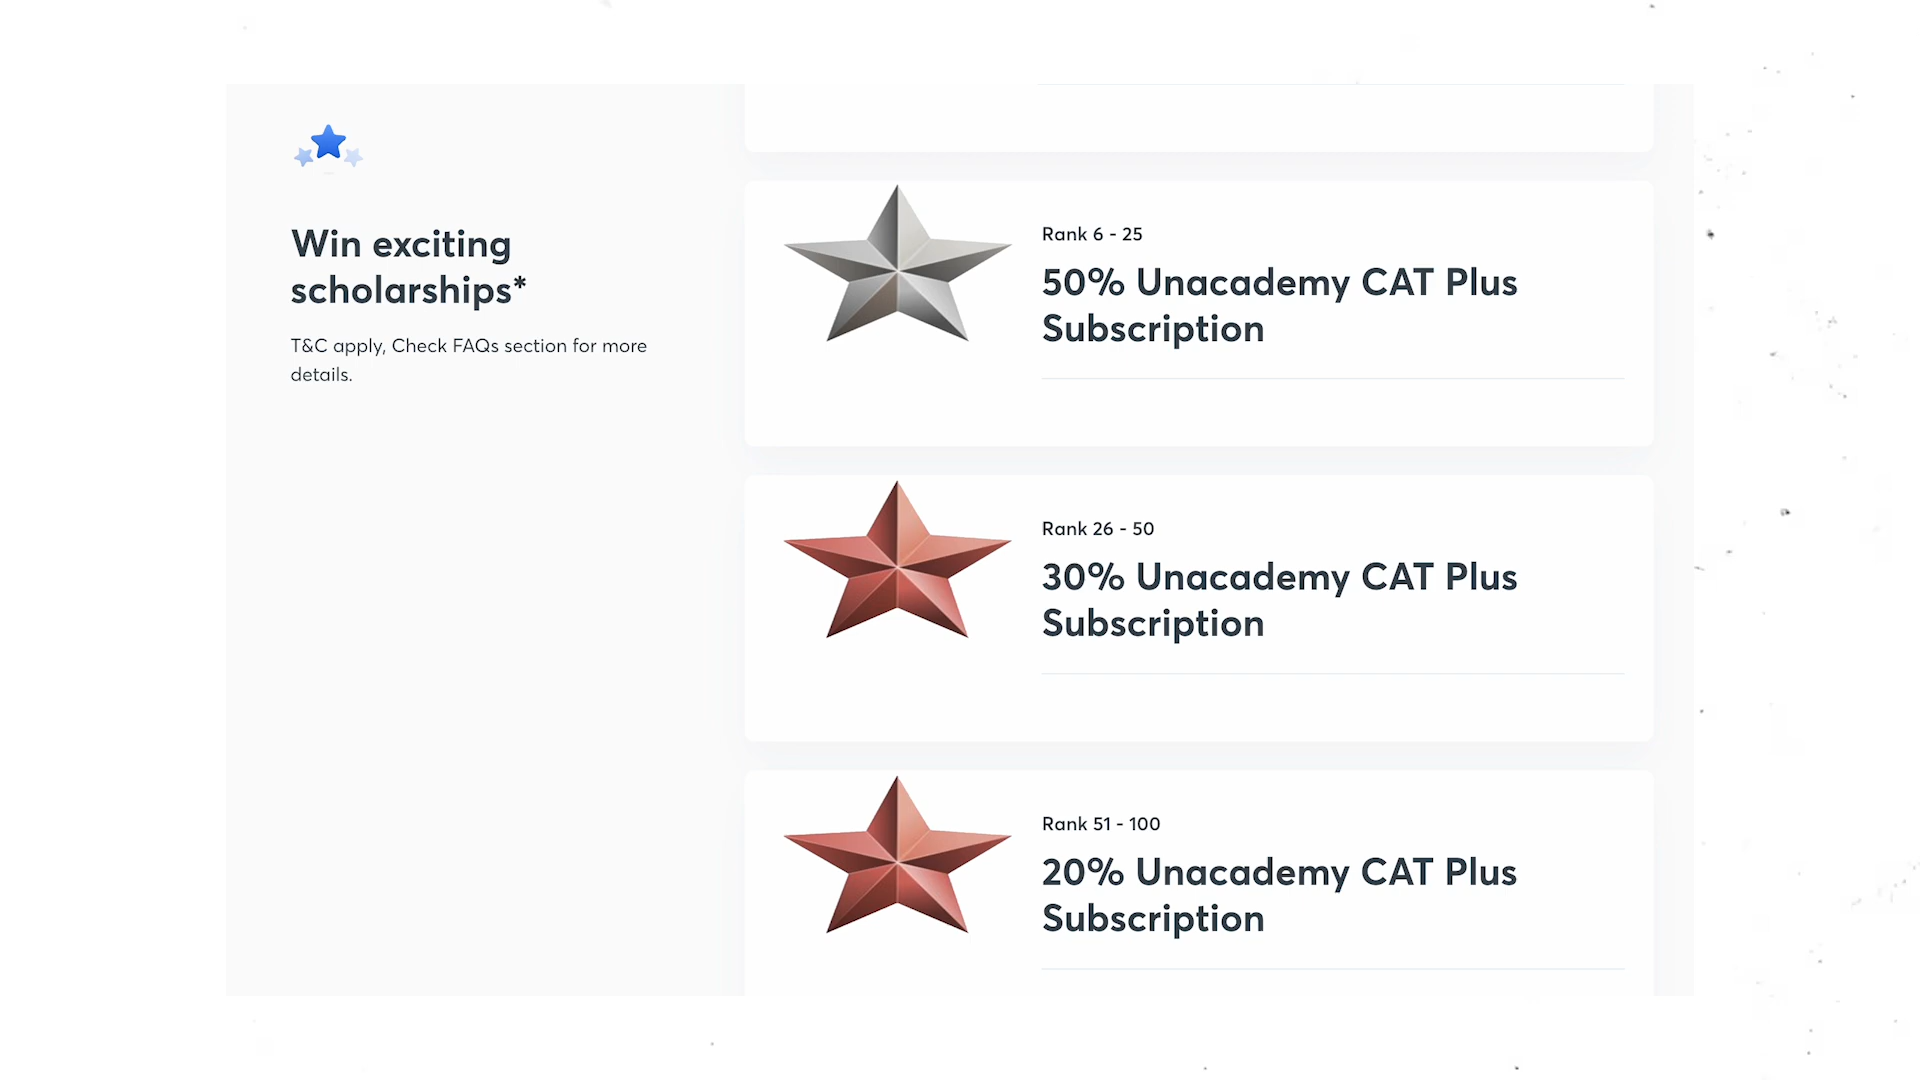 Win exciting
scholarships*
T&C apply, Check FAQs section for more
details.
Rank 6 - 25
50% Unacademy CAT Plus
Subscription
Rank 26 - 50
30% Unacademy CAT Plus
Subscription
Rank 51 - 100
20% Unacademy CAT Plus
Subscription